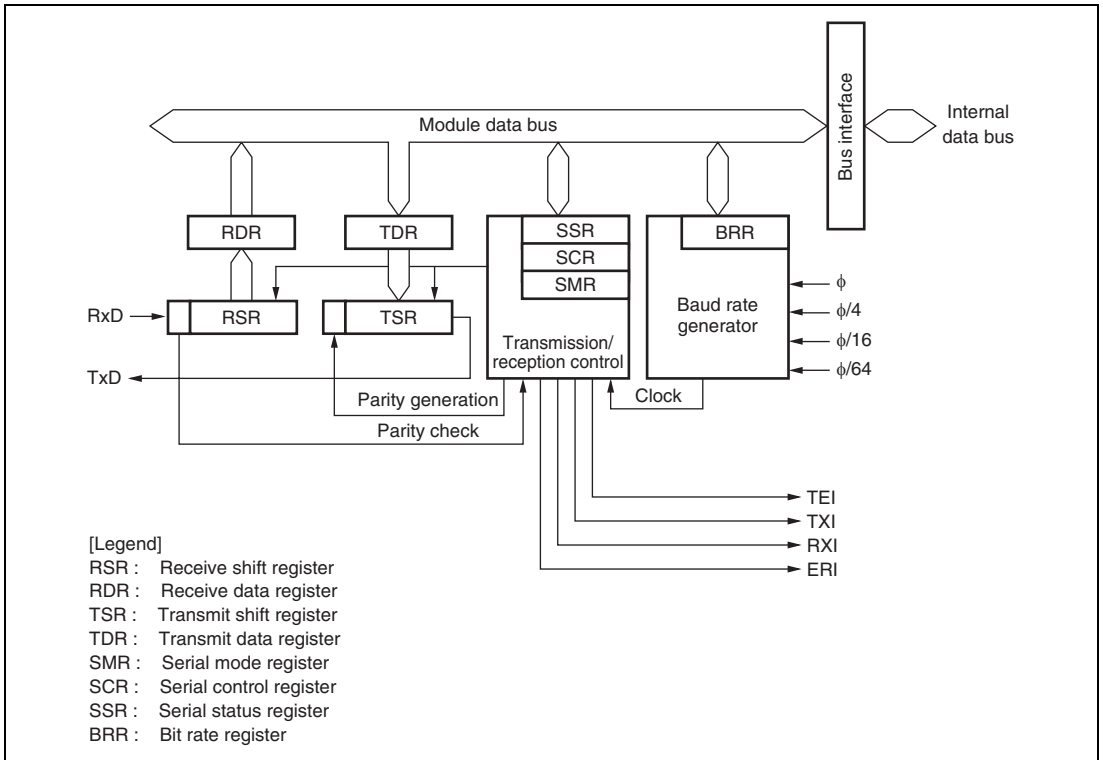 Module data bus
Bus interface
Internal
data bus
RDR
TDR
SSR
SCR
SMR
BRR
RxD
RSR
TSR
Transmission/
reception control
Baud rate
generator
ϕ
ϕ/4
ϕ/16
ϕ/64
TxD
Parity generation
Clock
Parity check
TEI
TXI
RXI
ERI
[Legend]
RSR : Receive shift register
RDR : Receive data register
TSR : Transmit shift register
TDR : Transmit data register
SMR : Serial mode register
SCR : Serial control register
SSR : Serial status register
BRR : Bit rate register